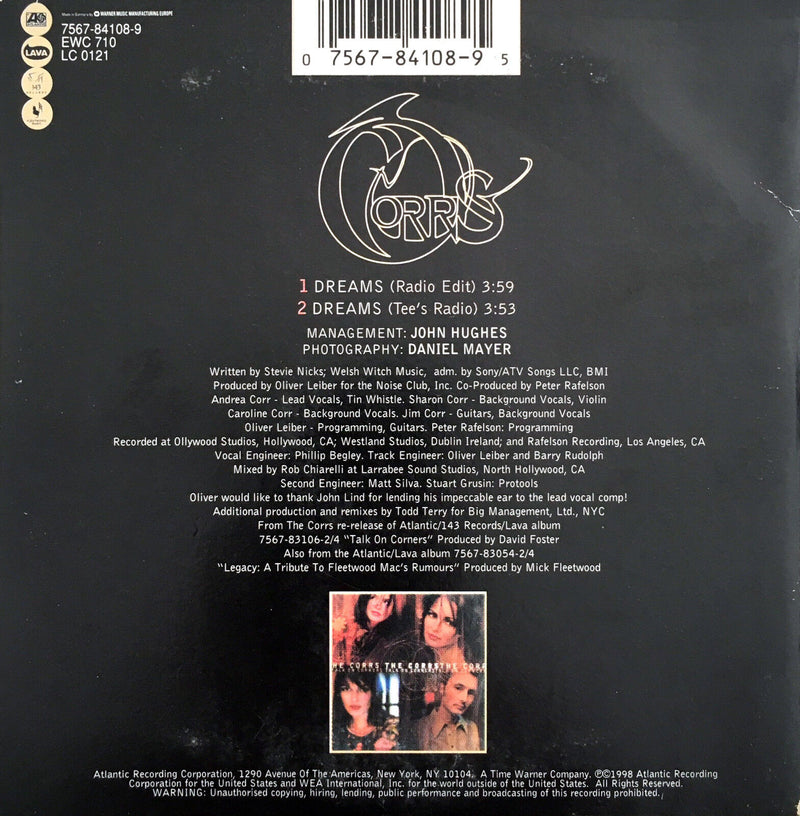 Made in Germany by WARNER MUSIC MANUFACTURING EUROPE
7567-84108-9
EWC 710
LC 0121
LAVA
143
0 7567-84108-9 5
CORRS
1 DREAMS (Radio Edit) 3:59
2 DREAMS (Tee's Radio) 3:53
MANAGEMENT: JOHN HUGHES
PHOTOGRAPHY: DANIEL MAYER
Written by Stevie Nicks; Welsh Witch Music, adm. by Sony/ATV Songs LLC, BMI
Produced by Oliver Leiber for the Noise Club, Inc. Co-Produced by Peter Rafelson
Andrea Corr - Lead Vocals, Tin Whistle. Sharon Corr - Background Vocals, Violin
Caroline Corr - Background Vocals. Jim Corr - Guitars, Background Vocals
Oliver Leiber - Programming, Guitars. Peter Rafelson: Programming
Recorded at Ollywood Studios, Hollywood, CA; Westland Studios, Dublin Ireland; and Rafelson Recording, Los Angeles, CA
Vocal Engineer: Phillip Begley. Track Engineer: Oliver Leiber and Barry Rudolph
Mixed by Rob Chiarelli at Larrabee Sound Studios, North Hollywood, CA
Second Engineer: Matt Silva. Stuart Grusin: Protools
Oliver would like to thank John Lind for lending his impeccable ear to the lead vocal comp!
Additional production and remixes by Todd Terry for Big Management, Ltd., NYC
From The Corrs re-release of Atlantic/143 Records/Lava album
7567-83106-2/4 "Talk On Corners" Produced by David Foster
Also from the Atlantic/Lava album 7567-83054-2/4
"Legacy: A Tribute To Fleetwood Mac's Rumours" Produced by Mick Fleetwood
HE CORRS THE CORRSTHE CORR
Atlantic Recording Corporation, 1290 Avenue Of The Americas, New York, NY 10104. A Time Warner Company. ℗©1998 Atlantic Recording
Corporation for the United States and WEA International, Inc. for the world outside of the United States. All Rights Reserved.
WARNING: Unauthorised copying, hiring, lending, public performance and broadcasting of this recording prohibited.